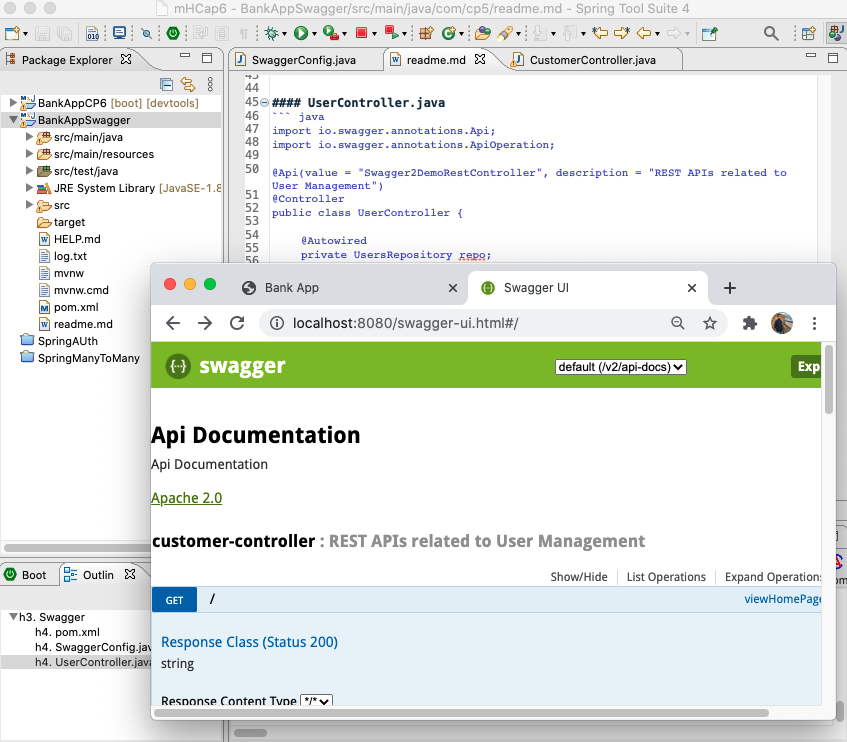 mHCap6 - BankAppSwagger/src/main/java/com/cp5/readme.md - Spring Tool Suite 4
Package Explorer
BankAppCP6 [boot] [devtools]
BankAppSwagger
src/main/java
src/main/resources
src/test/java
JRE System Library [JavaSE-1.8
src
target
HELP.md
log.txt
mvnw
mvnw.cmd
pom.xml
readme.md
SpringAUth
SpringManyToMany
SwaggerConfig.java
readme.md
CustomerController.java
43
44
45 #### UserController.java
46 ``` java
47 import io.swagger.annotations.Api;
48 import io.swagger.annotations.ApiOperation;
49
50 @Api(value = "Swagger2DemoRestController", description = "REST APIs related to
User Management")
51 @Controller
52 public class UserController {
53
54 @Autowired
55 private UsersRepository repo;
56
Bank App
Swagger UI
localhost:8080/swagger-ui.html#/
{···} swagger
default (/v2/api-docs)
Exp
Api Documentation
Api Documentation
Apache 2.0
customer-controller : REST APIs related to User Management
Show/Hide
List Operations
Expand Operations
GET /
viewHomePage
Response Class (Status 200)
string
Response Content Type */*
Boot
Outlin
h3. Swagger
h4. pom.xml
h4. SwaggerConfig.jav
h4. UserController.java